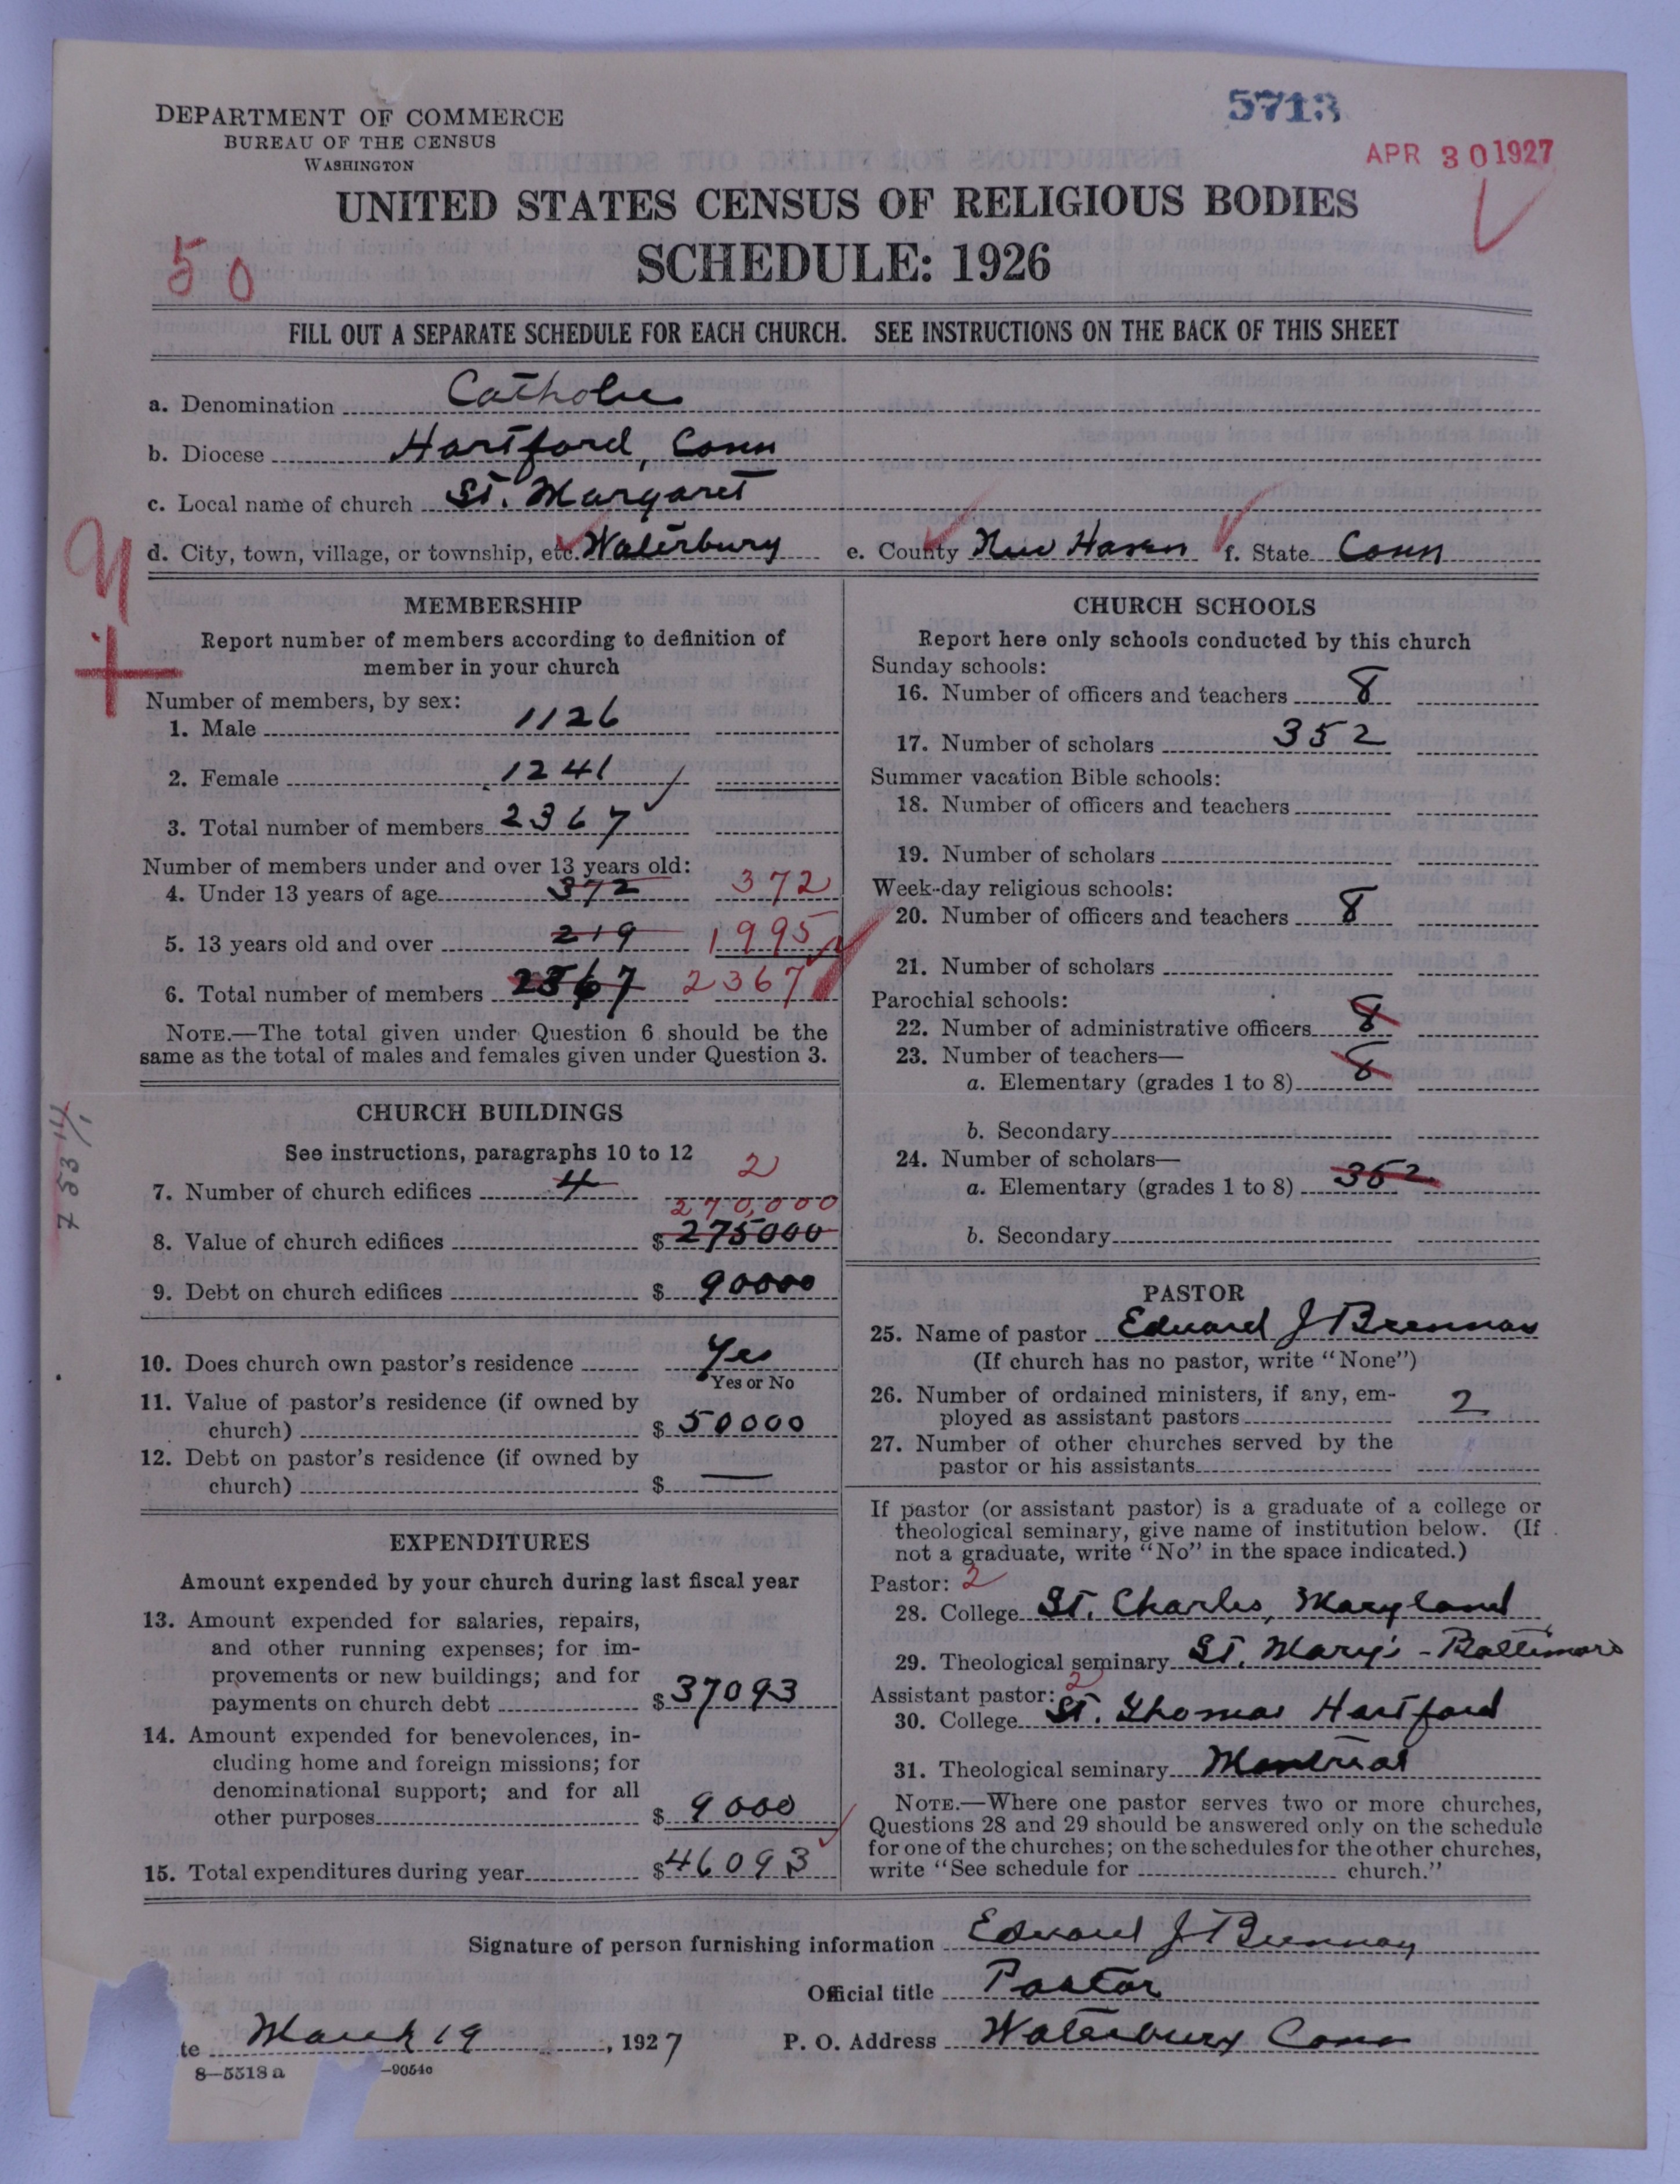 5713
DEPARTMENT OF COMMERCE
BUREAU OF THE CENSUS
WASHINGTON
APR 30 1927
UNITED STATES CENSUS OF RELIGIOUS BODIES
SCHEDULE: 1926
50
FILL OUT A SEPARATE SCHEDULE FOR EACH CHURCH. SEE INSTRUCTIONS ON THE BACK OF THIS SHEET
a. Denomination Catholic
b. Diocese Hartford, Conn
c. Local name of church St. Margaret
d. City, town, village, or township, etc. Waterbury e. County New Haven f. State Conn
MEMBERSHIP
Report number of members according to definition of
member in your church
Number of members, by sex:
1. Male 1126
2. Female 1241
3. Total number of members 2367
Number of members under and over 13 years old:
4. Under 13 years of age 372 372
5. 13 years old and over 219 1995
6. Total number of members 2367 2367
NOTE.—The total given under Question 6 should be the
same as the total of males and females given under Question 3.
CHURCH BUILDINGS
See instructions, paragraphs 10 to 12
7. Number of church edifices 4 2
270,000
8. Value of church edifices $ 275000
9. Debt on church edifices $ 90000
10. Does church own pastor's residence Yes
Yes or No
11. Value of pastor's residence (if owned by
church) $ 50000
12. Debt on pastor's residence (if owned by
church) $ —
EXPENDITURES
Amount expended by your church during last fiscal year
13. Amount expended for salaries, repairs,
and other running expenses; for im-
provements or new buildings; and for
payments on church debt $ 37093
14. Amount expended for benevolences, in-
cluding home and foreign missions; for
denominational support; and for all
other purposes $ 9000
15. Total expenditures during year $ 46093
CHURCH SCHOOLS
Report here only schools conducted by this church
Sunday schools:
16. Number of officers and teachers 8
17. Number of scholars 352
Summer vacation Bible schools:
18. Number of officers and teachers
19. Number of scholars
Week-day religious schools:
20. Number of officers and teachers 8
21. Number of scholars
Parochial schools:
22. Number of administrative officers 8
23. Number of teachers—
a. Elementary (grades 1 to 8) 8
b. Secondary
24. Number of scholars—
a. Elementary (grades 1 to 8) 352
b. Secondary
PASTOR
25. Name of pastor Edward J Brennan
(If church has no pastor, write "None")
26. Number of ordained ministers, if any, em-
ployed as assistant pastors 2
27. Number of other churches served by the
pastor or his assistants
If pastor (or assistant pastor) is a graduate of a college or
theological seminary, give name of institution below. (If
not a graduate, write "No" in the space indicated.)
Pastor: 2
28. College St. Charles, Maryland
29. Theological seminary St. Mary's - Baltimore
Assistant pastor: 2
30. College St. Thomas Hartford
31. Theological seminary Montreal
NOTE.—Where one pastor serves two or more churches,
Questions 28 and 29 should be answered only on the schedule
for one of the churches; on the schedules for the other churches,
write "See schedule for church."
Signature of person furnishing information Edward J Brennan
Official title Pastor
te March 19, 1927 P. O. Address Waterbury Conn
8—5518a —9054c